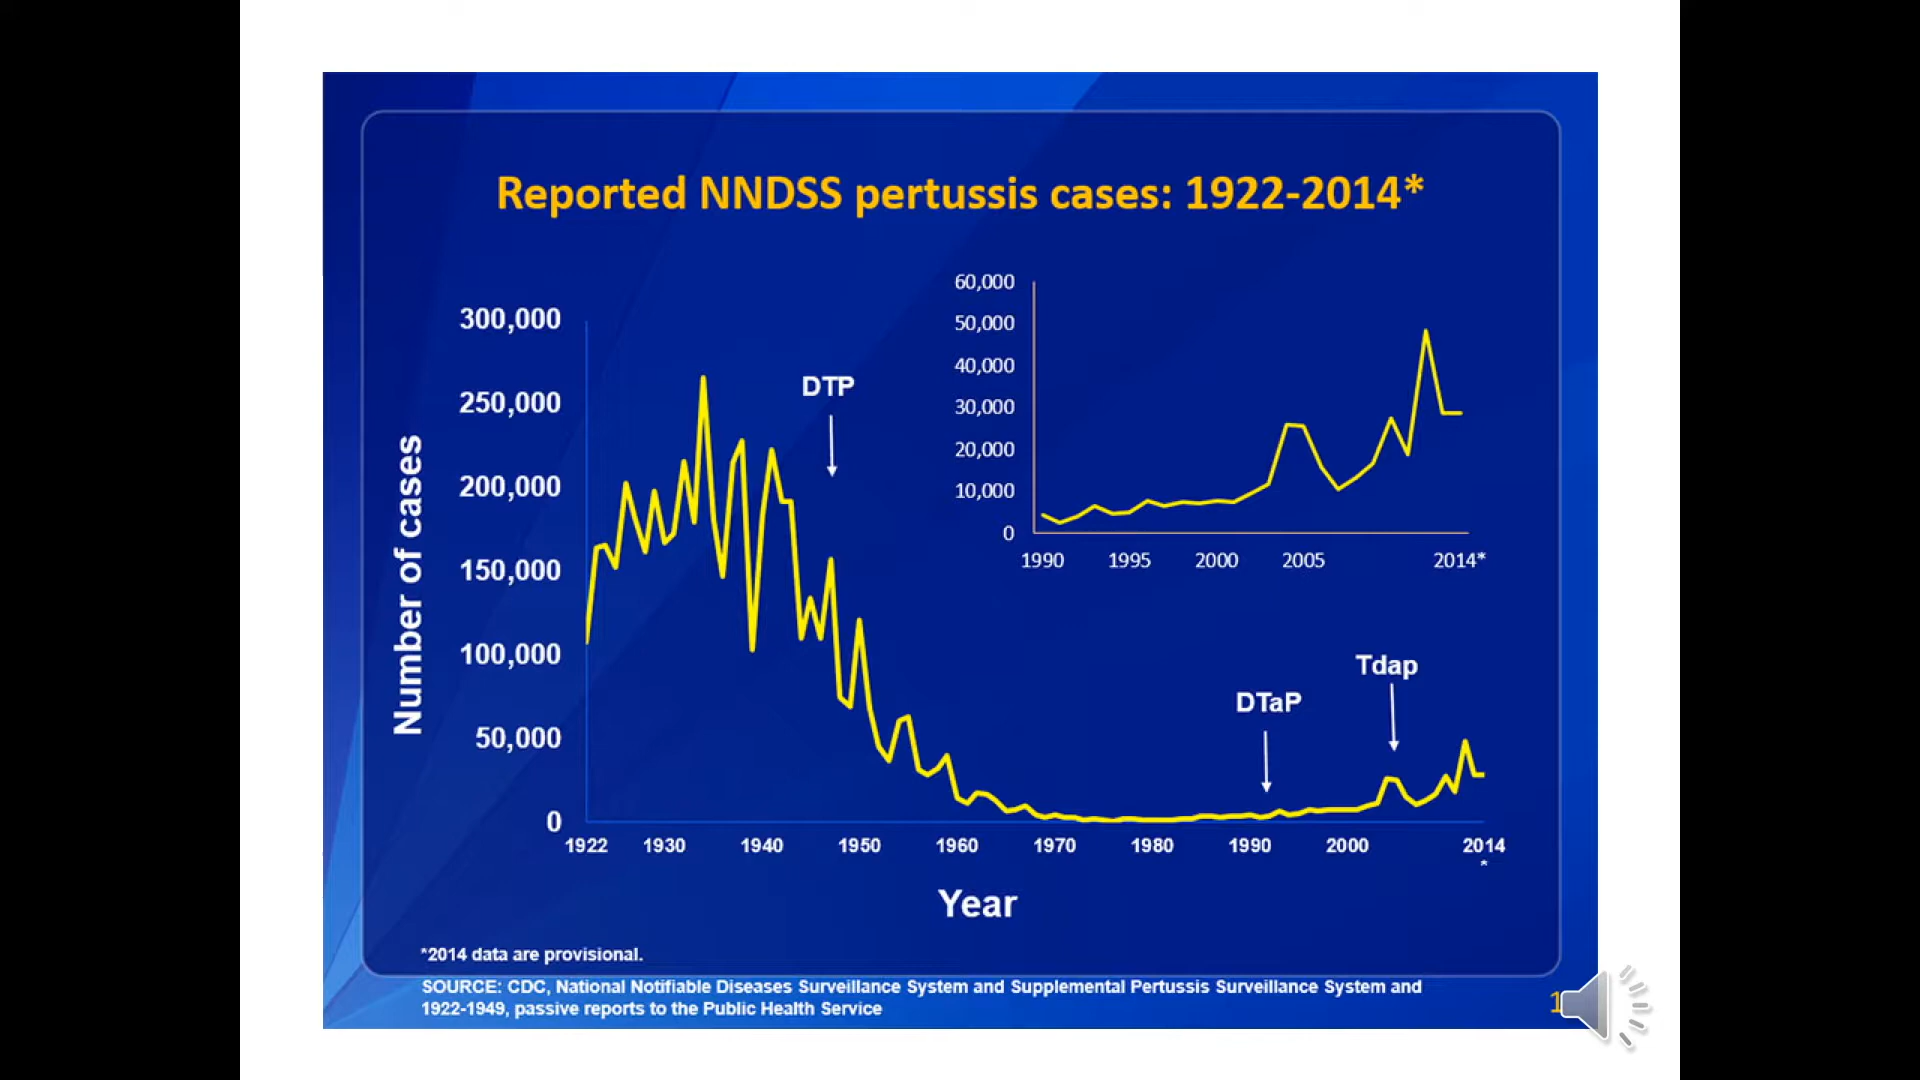 Reported NNDSS pertussis cases: 1922-2014*
60,000
50,000
40,000
30,000
20,000
10,000
0
1990 1995 2000 2005 2014*
300,000
250,000
200,000
150,000
100,000
50,000
0
Number of cases
DTP
DTaP
Tdap
1922 1930 1940 1950 1960 1970 1980 1990 2000 2014
*
Year
*2014 data are provisional.
SOURCE: CDC, National Notifiable Diseases Surveillance System and Supplemental Pertussis Surveillance System and
1922-1949, passive reports to the Public Health Service